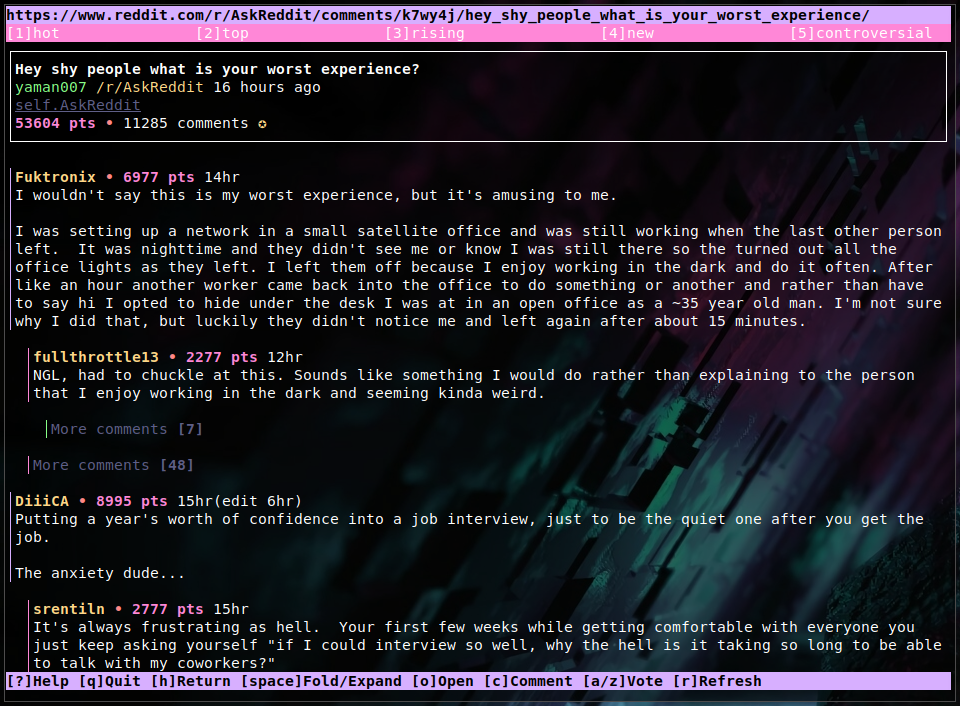 https://www.reddit.com/r/AskReddit/comments/k7wy4j/hey_shy_people_what_is_your_worst_experience/
[1]hot [2]top [3]rising [4]new [5]controversial
Hey shy people what is your worst experience?
yaman007 /r/AskReddit 16 hours ago
self.AskReddit
53604 pts • 11285 comments ✪
Fuktronix • 6977 pts 14hr
I wouldn't say this is my worst experience, but it's amusing to me.
I was setting up a network in a small satellite office and was still working when the last other person
left.  It was nighttime and they didn't see me or know I was still there so the turned out all the
office lights as they left. I left them off because I enjoy working in the dark and do it often. After
like an hour another worker came back into the office to do something or another and rather than have
to say hi I opted to hide under the desk I was at in an open office as a ~35 year old man. I'm not sure
why I did that, but luckily they didn't notice me and left again after about 15 minutes.
fullthrottle13 • 2277 pts 12hr
NGL, had to chuckle at this. Sounds like something I would do rather than explaining to the person
that I enjoy working in the dark and seeming kinda weird.
More comments [7]
More comments [48]
DiiiCA • 8995 pts 15hr(edit 6hr)
Putting a year's worth of confidence into a job interview, just to be the quiet one after you get the
job.
The anxiety dude...
srentiln • 2777 pts 15hr
It's always frustrating as hell.  Your first few weeks while getting comfortable with everyone you
just keep asking yourself "if I could interview so well, why the hell is it taking so long to be able
to talk with my coworkers?"
[?]Help [q]Quit [h]Return [space]Fold/Expand [o]Open [c]Comment [a/z]Vote [r]Refresh